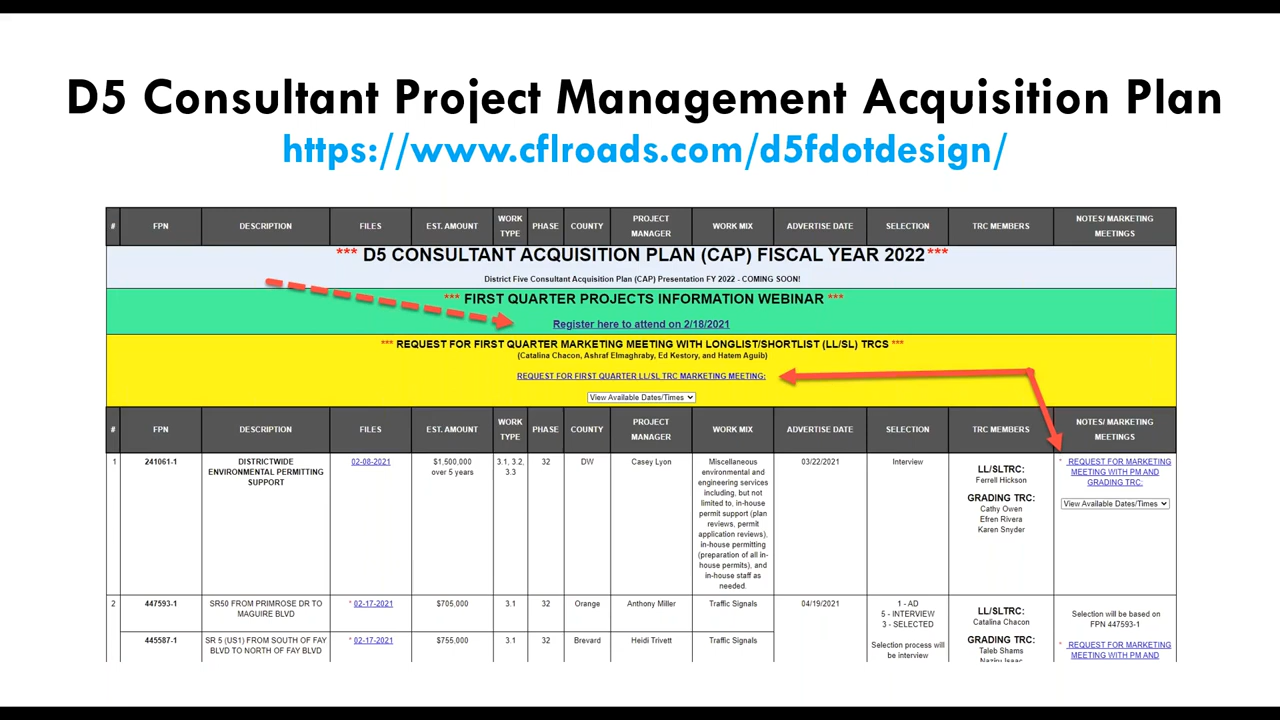 D5 Consultant Project Management Acquisition Plan
https://www.cflroads.com/d5fdotdesign/
# FPN DESCRIPTION FILES EST. AMOUNT WORK TYPE PHASE COUNTY PROJECT MANAGER WORK MIX ADVERTISE DATE SELECTION TRC MEMBERS NOTES/ MARKETING MEETINGS
*** D5 CONSULTANT ACQUISITION PLAN (CAP) FISCAL YEAR 2022 ***
District Five Consultant Acquisition Plan (CAP) Presentation FY 2022 - COMING SOON!
*** FIRST QUARTER PROJECTS INFORMATION WEBINAR ***
Register here to attend on 2/18/2021
*** REQUEST FOR FIRST QUARTER MARKETING MEETING WITH LONGLIST/SHORTLIST (LL/SL) TRCS ***
(Catalina Chacon, Ashraf Elmaghraby, Ed Kestory, and Hatem Aguib)
REQUEST FOR FIRST QUARTER LL/SL TRC MARKETING MEETING:
View Available Dates/Times
# FPN DESCRIPTION FILES EST. AMOUNT WORK TYPE PHASE COUNTY PROJECT MANAGER WORK MIX ADVERTISE DATE SELECTION TRC MEMBERS NOTES/ MARKETING MEETINGS
1
241061-1
DISTRICTWIDE
ENVIRONMENTAL PERMITTING
SUPPORT
02-08-2021
$1,500,000
over 5 years
3.1, 3.2,
3.3
32
DW
Casey Lyon
Miscellaneous
environmental and
engineering services
including, but not
limited to, in-house
permit support (plan
reviews, permit
application reviews),
in-house permitting
(preparation of all in-
house permits), and
in-house staff as
needed.
03/22/2021
Interview
LL/SLTRC:
Ferrell Hickson
GRADING TRC:
Cathy Owen
Efren Rivera
Karen Snyder
* REQUEST FOR MARKETING
MEETING WITH PM AND
GRADING TRC:
View Available Dates/Times
2
447593-1
SR50 FROM PRIMROSE DR TO
MAGUIRE BLVD
* 02-17-2021
$705,000
3.1
32
Orange
Anthony Miller
Traffic Signals
04/19/2021
1 - AD
5 - INTERVIEW
3 - SELECTED
Selection process will
be interview
LL/SLTRC:
Catalina Chacon
GRADING TRC:
Taleb Shams
Naziru Isaac
Selection will be based on
FPN 447593-1
445587-1
SR 5 (US1) FROM SOUTH OF FAY
BLVD TO NORTH OF FAY BLVD
* 02-17-2021
$755,000
3.1
32
Brevard
Heidi Trivett
Traffic Signals
* REQUEST FOR MARKETING
MEETING WITH PM AND